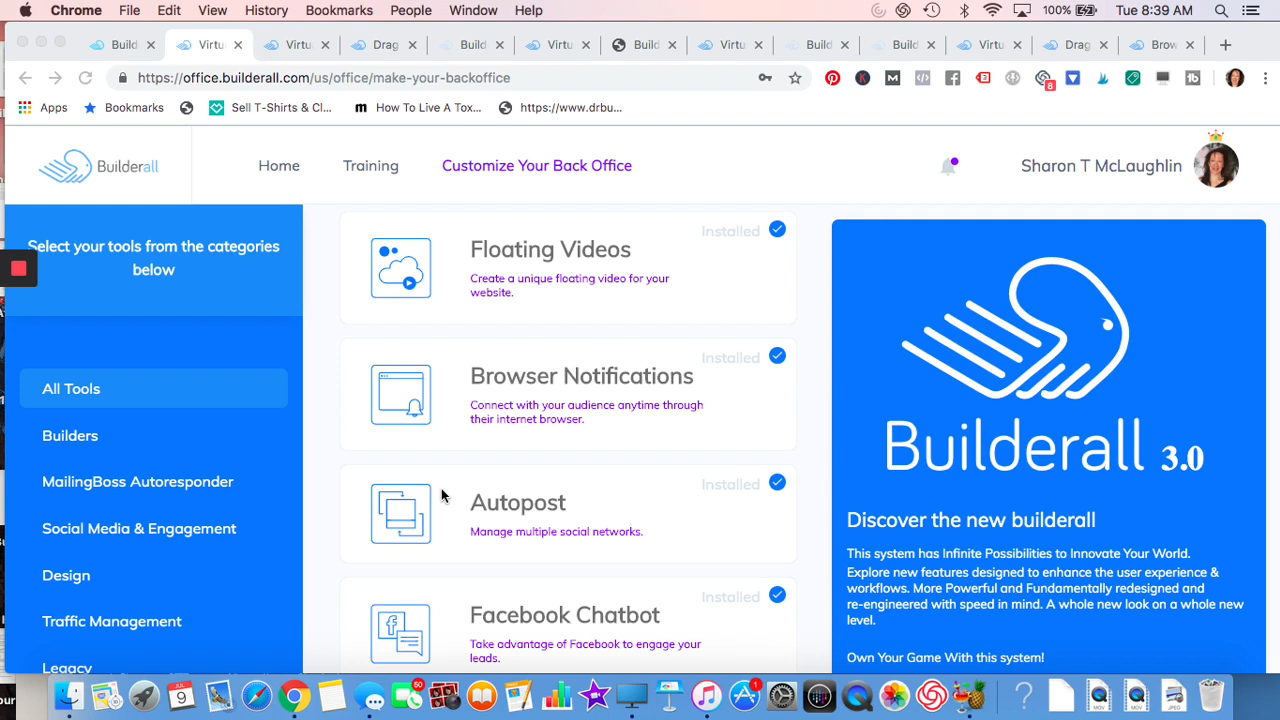 Chrome File Edit View History Bookmarks People Window Help 100% Tue 8:39 AM
Build Virtu Virtu Drag Build Virtu Build Virtu Build Build Virtu Drag Brow
https://office.builderall.com/us/office/make-your-backoffice
8
Apps Bookmarks Sell T-Shirts & Cl... How To Live A Tox... https://www.drbu...
Builderall Home Training Customize Your Back Office Sharon T McLaughlin
Select your tools from the categories
below
All Tools
Builders
MailingBoss Autoresponder
Social Media & Engagement
Design
Traffic Management
Legacy
Installed
Floating Videos
Create a unique floating video for your
website.
Installed
Browser Notifications
Connect with your audience anytime through
their internet browser.
Installed
Autopost
Manage multiple social networks.
Installed
Facebook Chatbot
Take advantage of Facebook to engage your
leads.
Builderall 3.0
Discover the new builderall
This system has Infinite Possibilities to Innovate Your World.
Explore new features designed to enhance the user experience &
workflows. More Powerful and Fundamentally redesigned and
re-engineered with speed in mind. A whole new look on a whole new
level.
Own Your Game With this system!
9 50 1